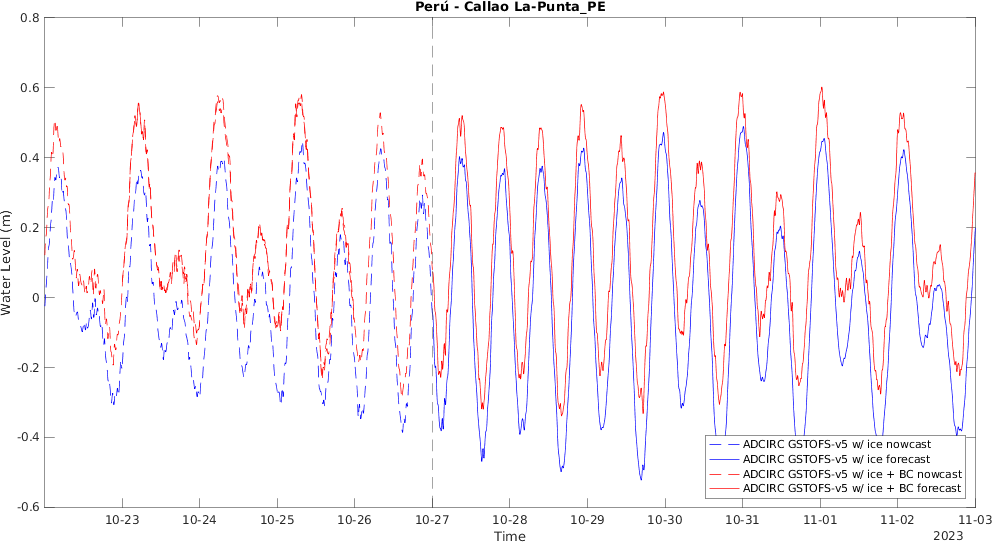 Perú - Callao La-Punta_PE
0.8
0.6
0.4
0.2
0
-0.2
-0.4
-0.6
Water Level (m)
ADCIRC GSTOFS-v5 w/ ice nowcast
ADCIRC GSTOFS-v5 w/ ice forecast
ADCIRC GSTOFS-v5 w/ ice + BC nowcast
ADCIRC GSTOFS-v5 w/ ice + BC forecast
10-23 10-24 10-25 10-26 10-27 10-28 10-29 10-30 10-31 11-01 11-02 11-03
Time
2023